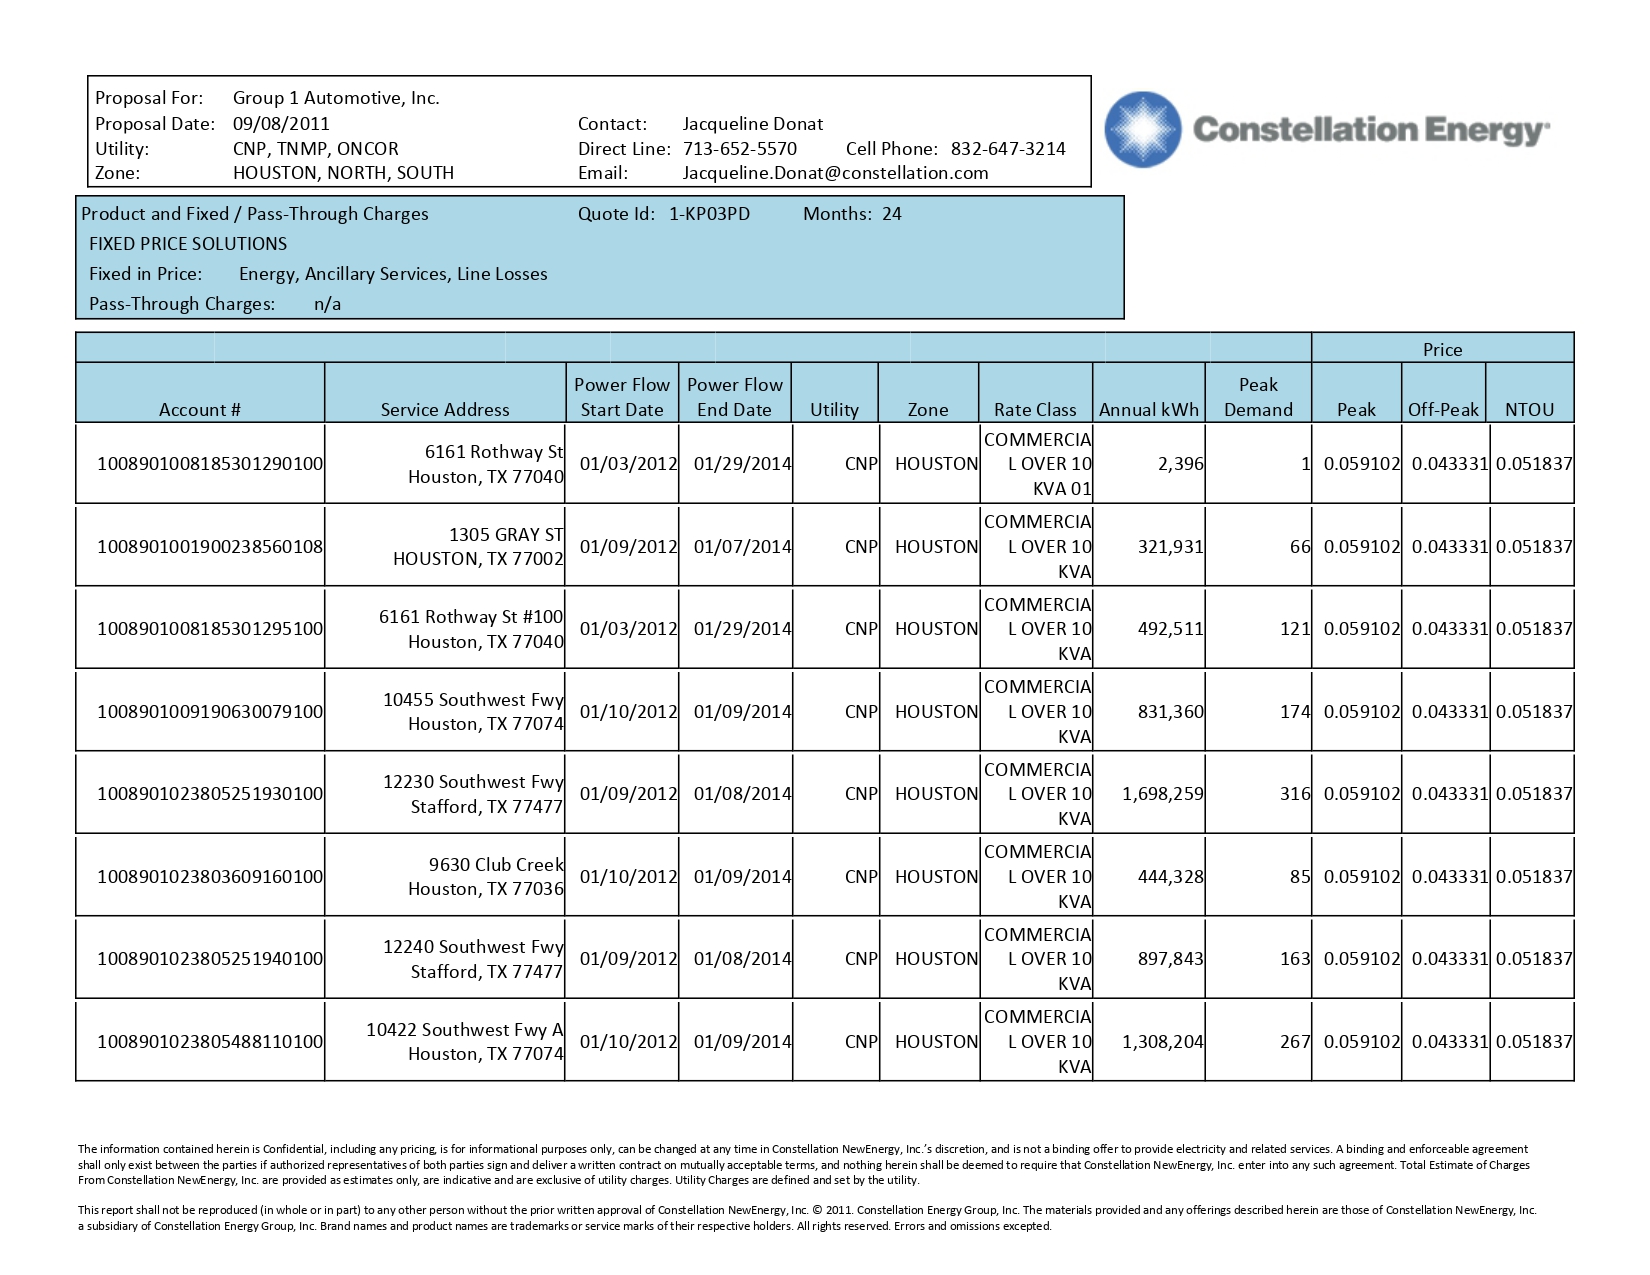 Proposal For: Group 1 Automotive, Inc.
Proposal Date: 09/08/2011 Contact: Jacqueline Donat
Utility: CNP, TNMP, ONCOR Direct Line: 713-652-5570 Cell Phone: 832-647-3214
Zone: HOUSTON, NORTH, SOUTH Email: Jacqueline.Donat@constellation.com
Constellation Energy
Product and Fixed / Pass-Through Charges Quote Id: 1-KP03PD Months: 24
FIXED PRICE SOLUTIONS
Fixed in Price: Energy, Ancillary Services, Line Losses
Pass-Through Charges: n/a
Price
Account # Service Address Power Flow Start Date Power Flow End Date Utility Zone Rate Class Annual kWh Peak Demand Peak Off-Peak NTOU
1008901008185301290100 6161 Rothway St Houston, TX 77040 01/03/2012 01/29/2014 CNP HOUSTON COMMERCIA L OVER 10 KVA 01 2,396 1 0.059102 0.043331 0.051837
1008901001900238560108 1305 GRAY ST HOUSTON, TX 77002 01/09/2012 01/07/2014 CNP HOUSTON COMMERCIA L OVER 10 KVA 321,931 66 0.059102 0.043331 0.051837
1008901008185301295100 6161 Rothway St #100 Houston, TX 77040 01/03/2012 01/29/2014 CNP HOUSTON COMMERCIA L OVER 10 KVA 492,511 121 0.059102 0.043331 0.051837
1008901009190630079100 10455 Southwest Fwy Houston, TX 77074 01/10/2012 01/09/2014 CNP HOUSTON COMMERCIA L OVER 10 KVA 831,360 174 0.059102 0.043331 0.051837
1008901023805251930100 12230 Southwest Fwy Stafford, TX 77477 01/09/2012 01/08/2014 CNP HOUSTON COMMERCIA L OVER 10 KVA 1,698,259 316 0.059102 0.043331 0.051837
1008901023803609160100 9630 Club Creek Houston, TX 77036 01/10/2012 01/09/2014 CNP HOUSTON COMMERCIA L OVER 10 KVA 444,328 85 0.059102 0.043331 0.051837
1008901023805251940100 12240 Southwest Fwy Stafford, TX 77477 01/09/2012 01/08/2014 CNP HOUSTON COMMERCIA L OVER 10 KVA 897,843 163 0.059102 0.043331 0.051837
1008901023805488110100 10422 Southwest Fwy A Houston, TX 77074 01/10/2012 01/09/2014 CNP HOUSTON COMMERCIA L OVER 10 KVA 1,308,204 267 0.059102 0.043331 0.051837
The information contained herein is Confidential, including any pricing, is for informational purposes only, can be changed at any time in Constellation NewEnergy, Inc.'s discretion, and is not a binding offer to provide electricity and related services. A binding and enforceable agreement
shall only exist between the parties if authorized representatives of both parties sign and deliver a written contract on mutually acceptable terms, and nothing herein shall be deemed to require that Constellation NewEnergy, Inc. enter into any such agreement. Total Estimate of Charges
From Constellation NewEnergy, Inc. are provided as estimates only, are indicative and are exclusive of utility charges. Utility Charges are defined and set by the utility.
This report shall not be reproduced (in whole or in part) to any other person without the prior written approval of Constellation NewEnergy, Inc. © 2011. Constellation Energy Group, Inc. The materials provided and any offerings described herein are those of Constellation NewEnergy, Inc.
a subsidiary of Constellation Energy Group, Inc. Brand names and product names are trademarks or service marks of their respective holders. All rights reserved. Errors and omissions excepted.